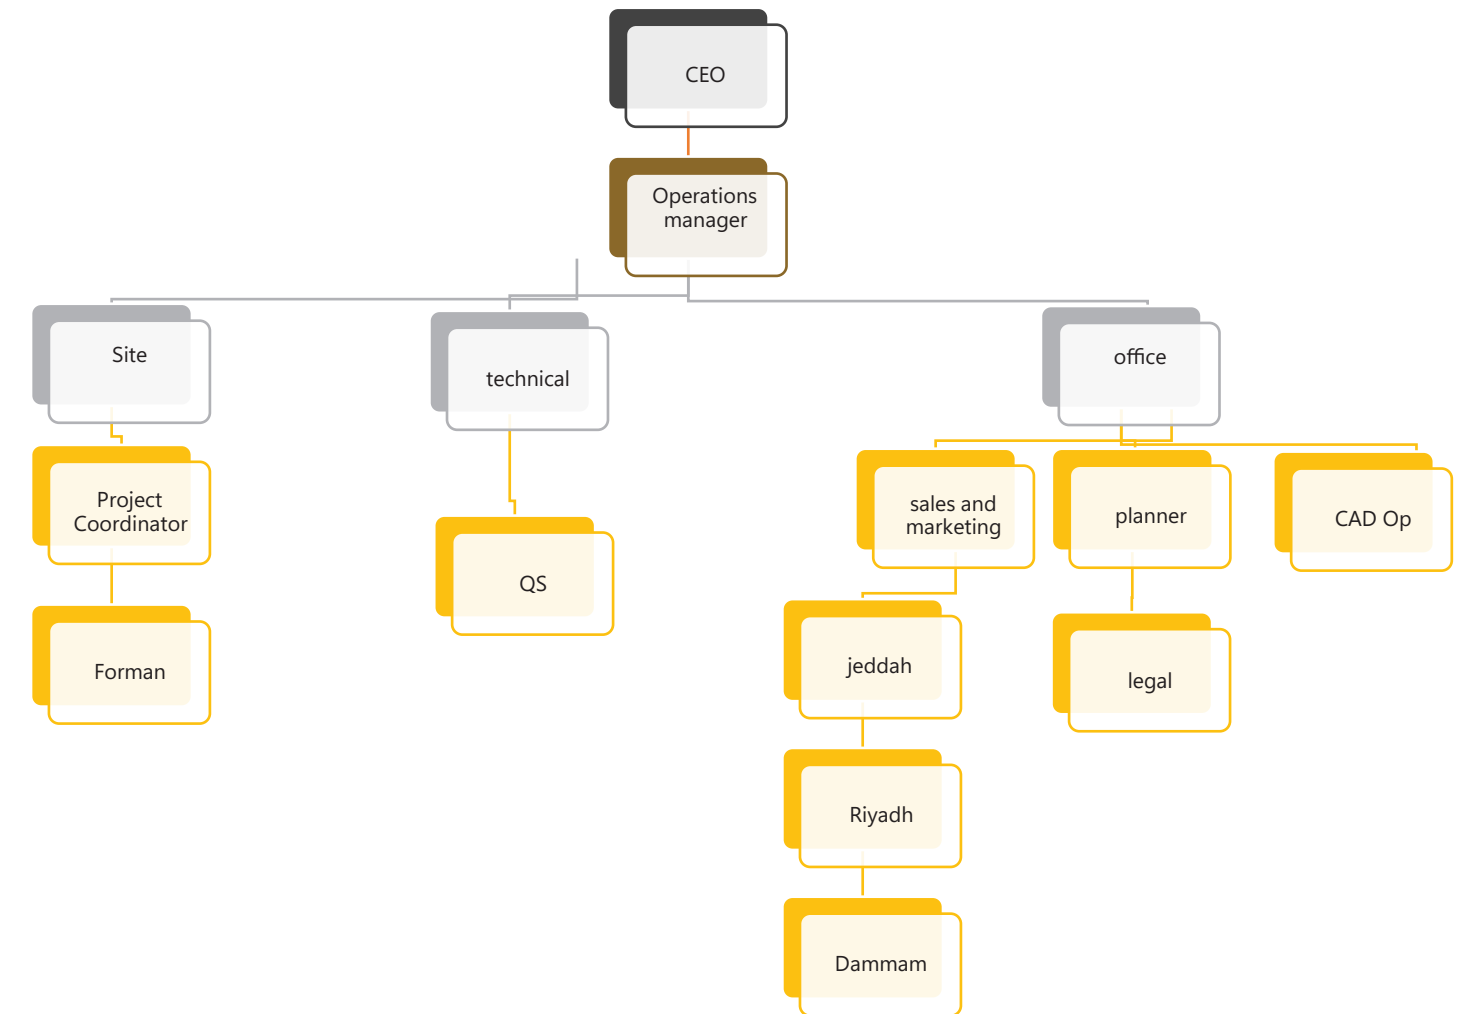 CEO
Operations
manager
Site
technical
office
Project
Coordinator
sales and
marketing
planner
CAD Op
QS
Forman
jeddah
legal
Riyadh
Dammam